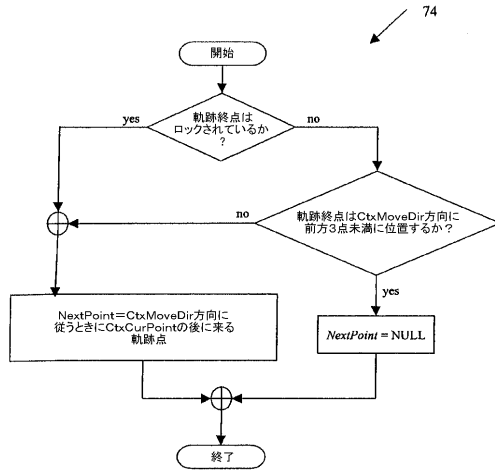 74
開始
軌跡終点は
ロックされているか
?
yes
no
軌跡終点はCtxMoveDir方向に
前方3点未満に位置するか?
no
yes
NextPoint=CtxMoveDir方向に
従うときにCtxCurPointの後に来る
軌跡点
NextPoint = NULL
終了